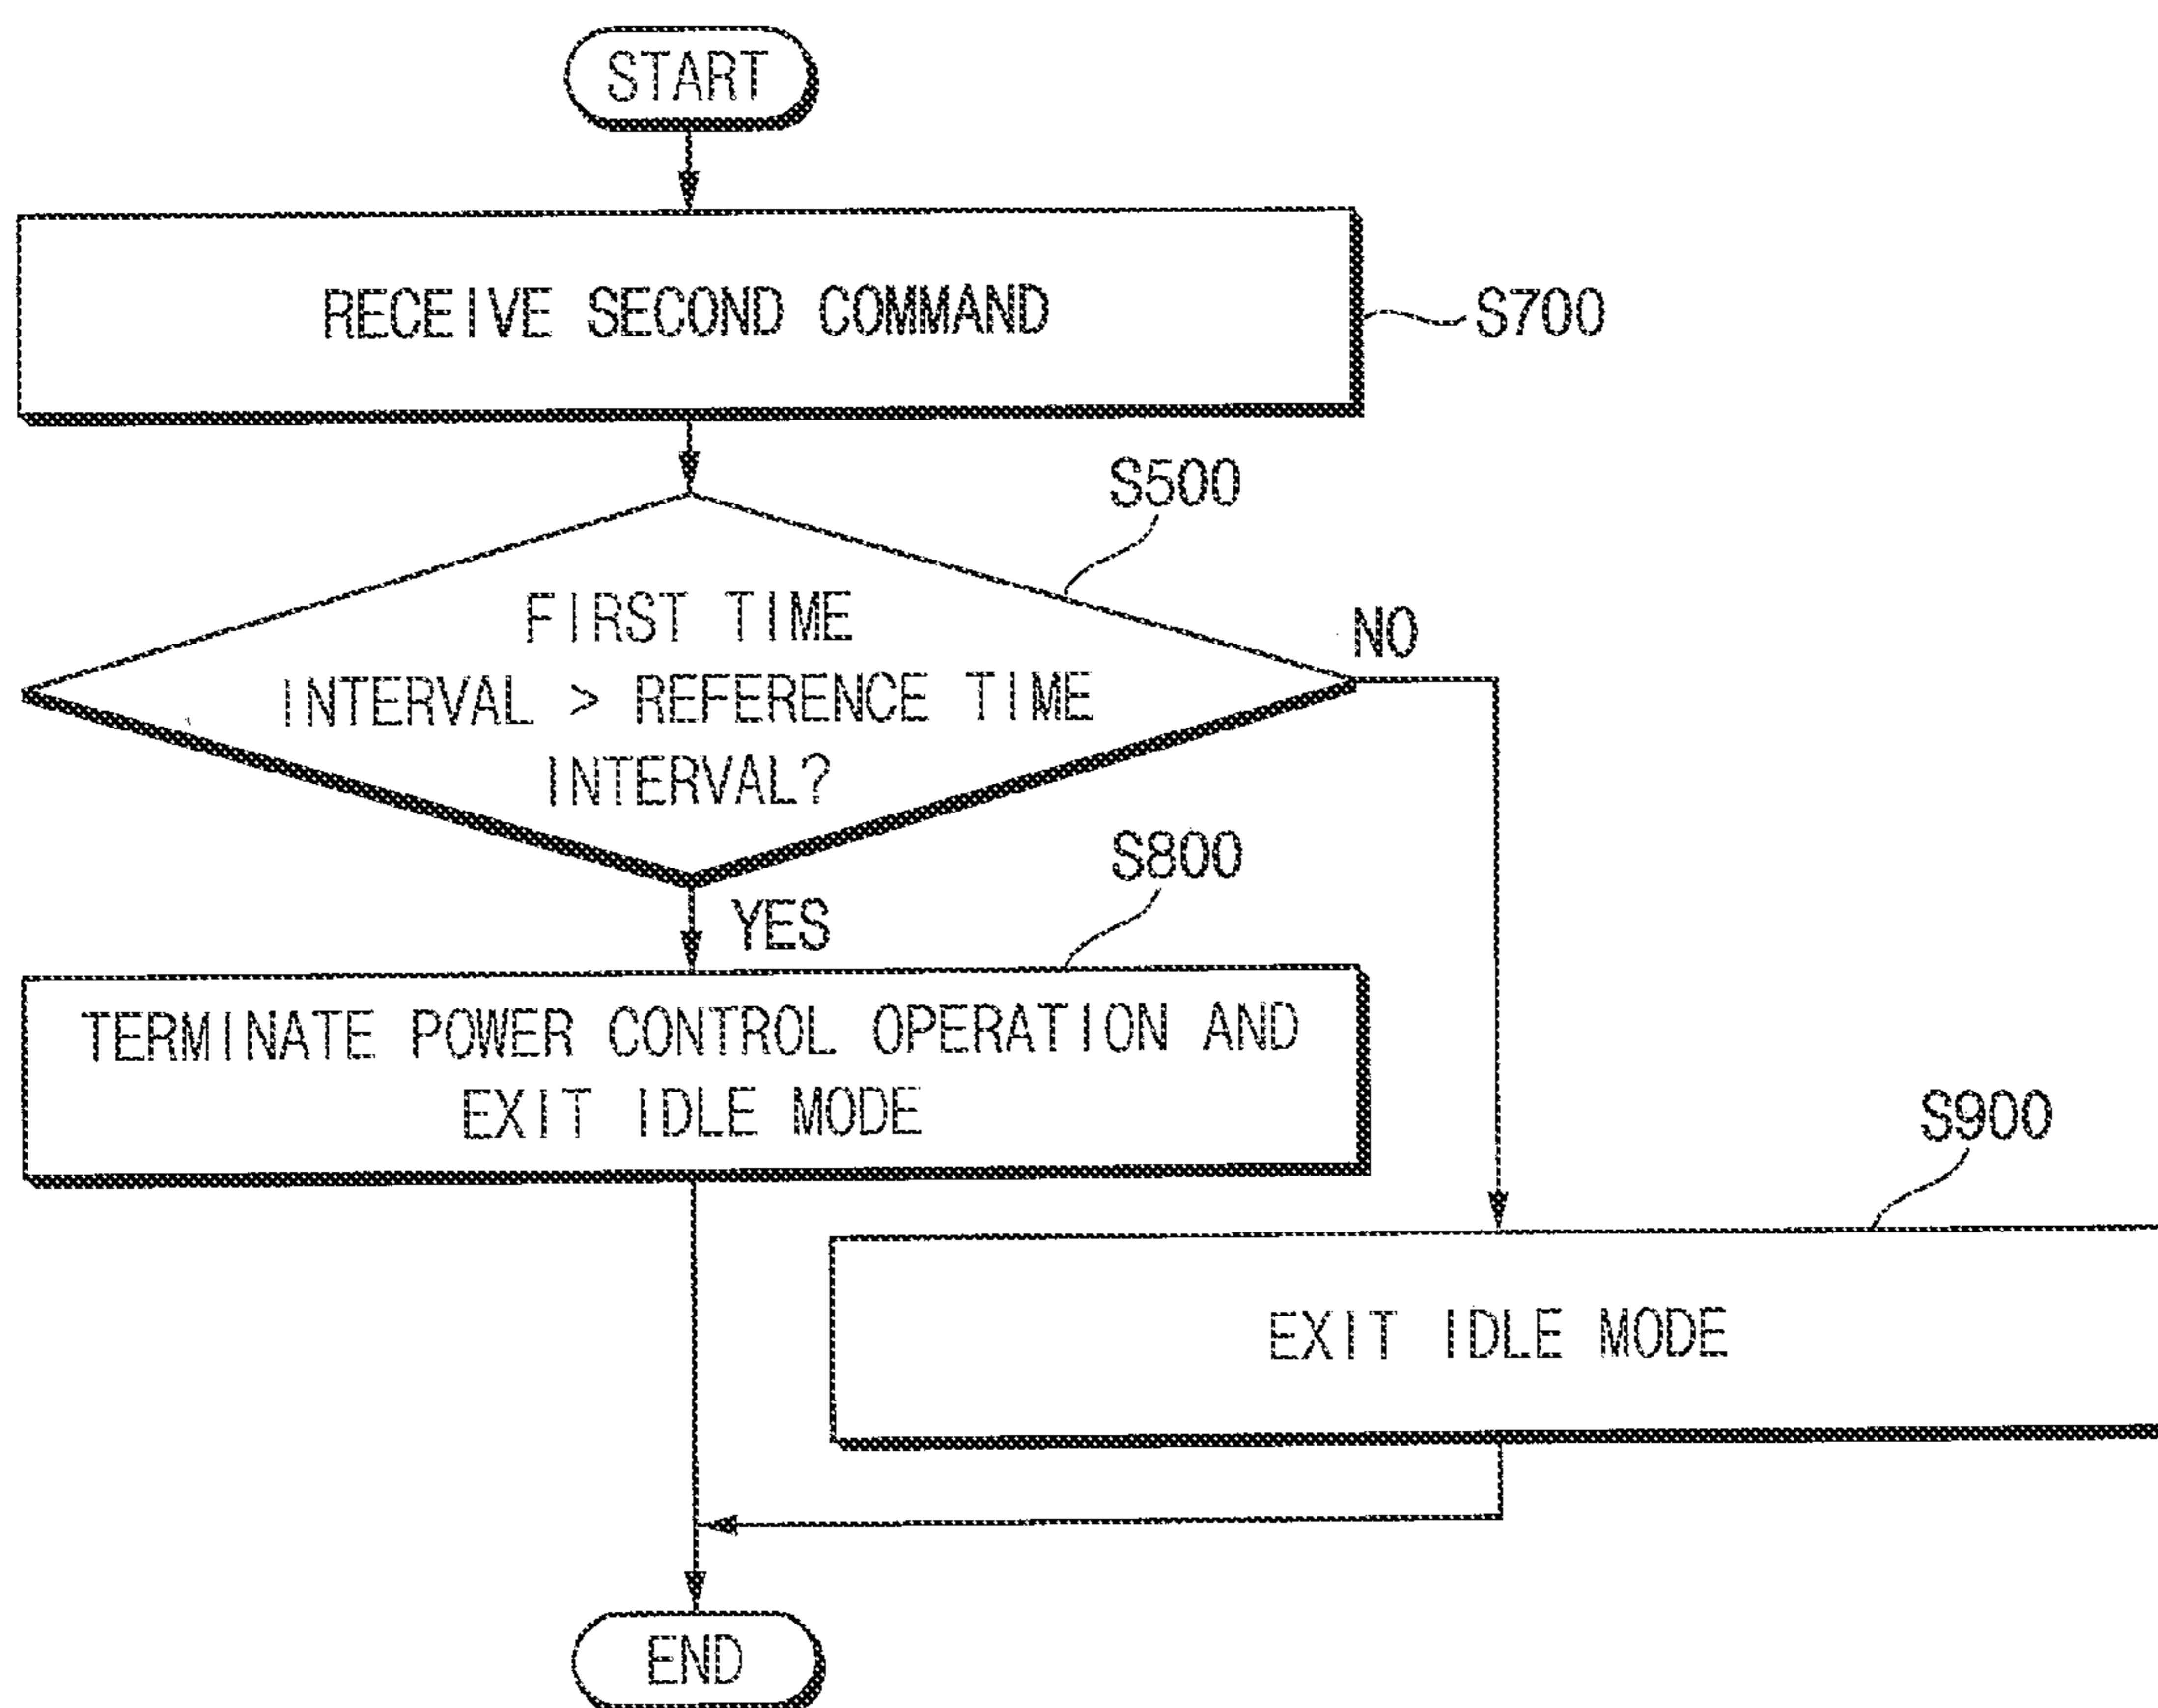 START
RECEIVE SECOND COMMAND
S700
S500
FIRST TIME
INTERVAL > REFERENCE TIME
INTERVAL?
NO
YES
S800
TERMINATE POWER CONTROL OPERATION AND
EXIT IDLE MODE
S900
EXIT IDLE MODE
END